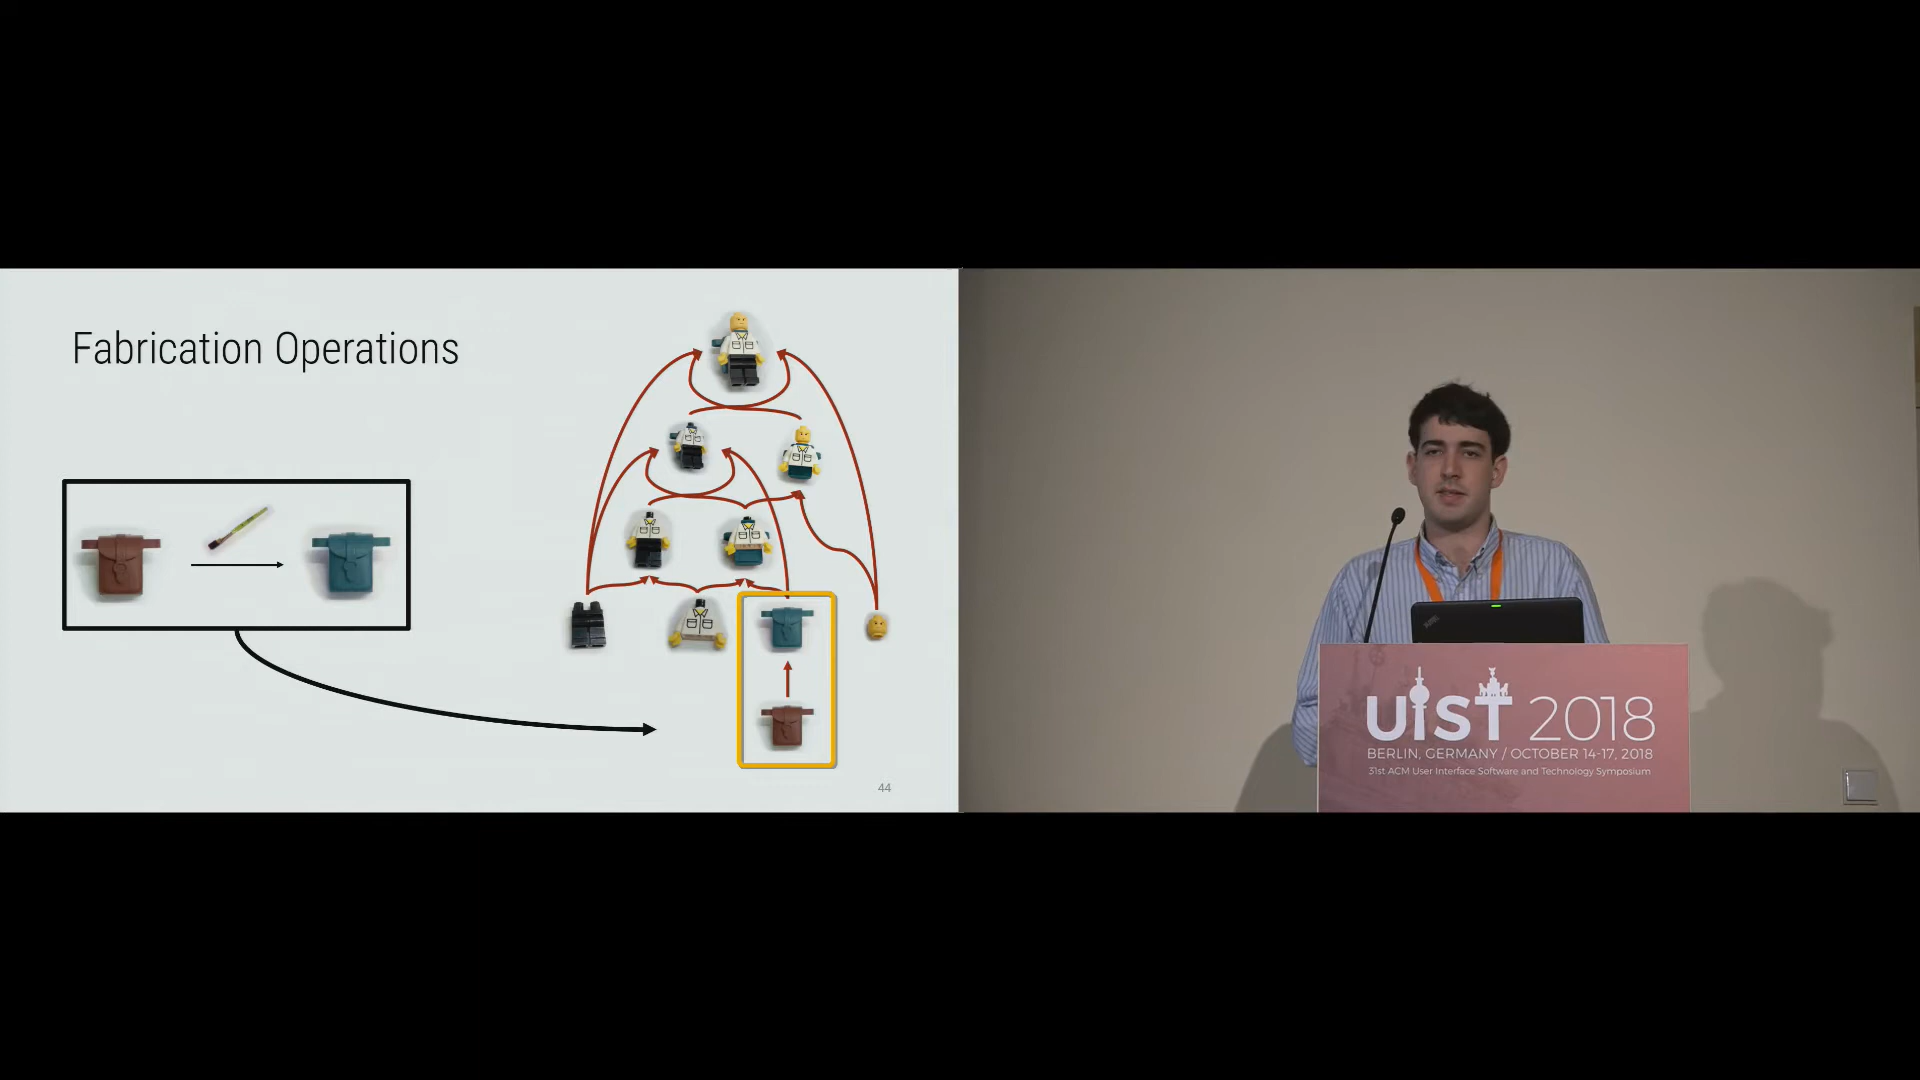 Fabrication Operations
44
UIST 2018
BERLIN, GERMANY / OCTOBER 14-17, 2018
31st ACM User Interface Software and Technology Symposium